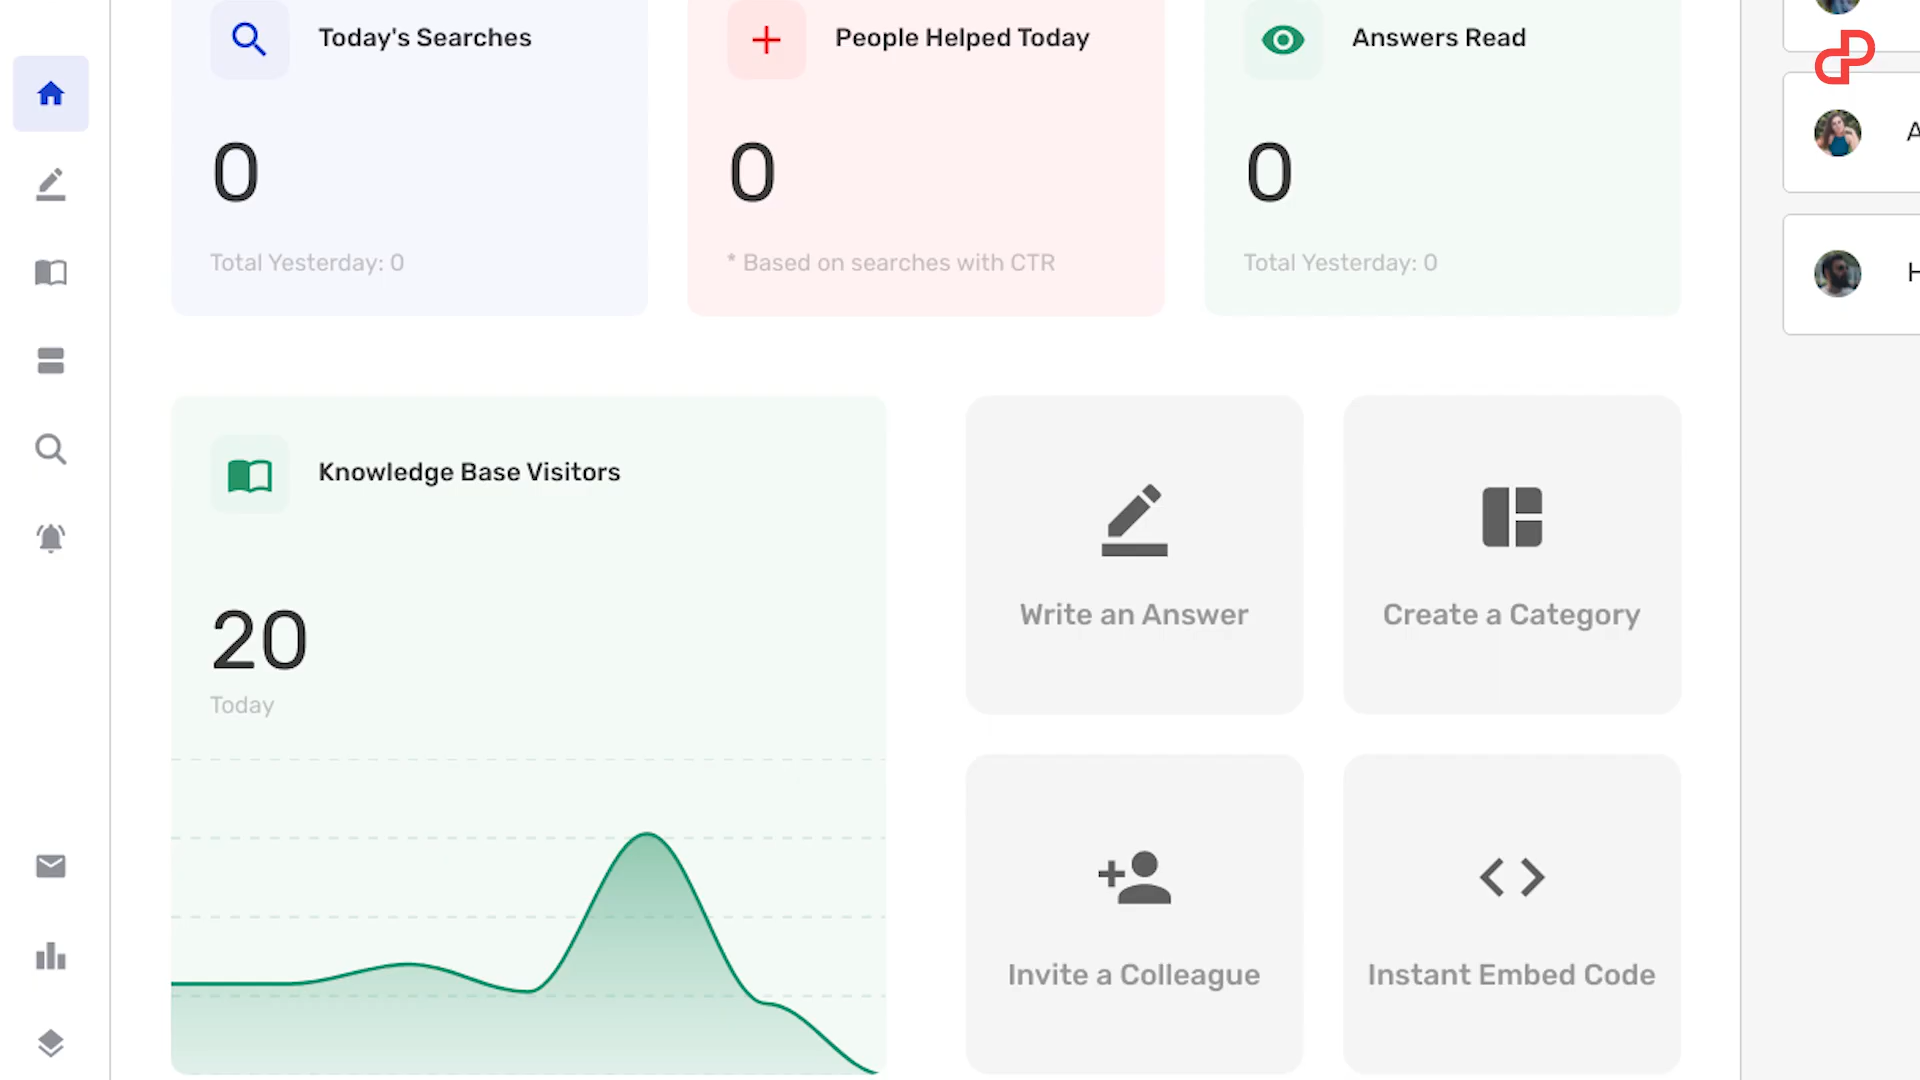 Today's Searches
0
Total Yesterday: 0
People Helped Today
0
* Based on searches with CTR
Answers Read
0
Total Yesterday: 0
Knowledge Base Visitors
20
Today
Write an Answer
Create a Category
Invite a Colleague
Instant Embed Code